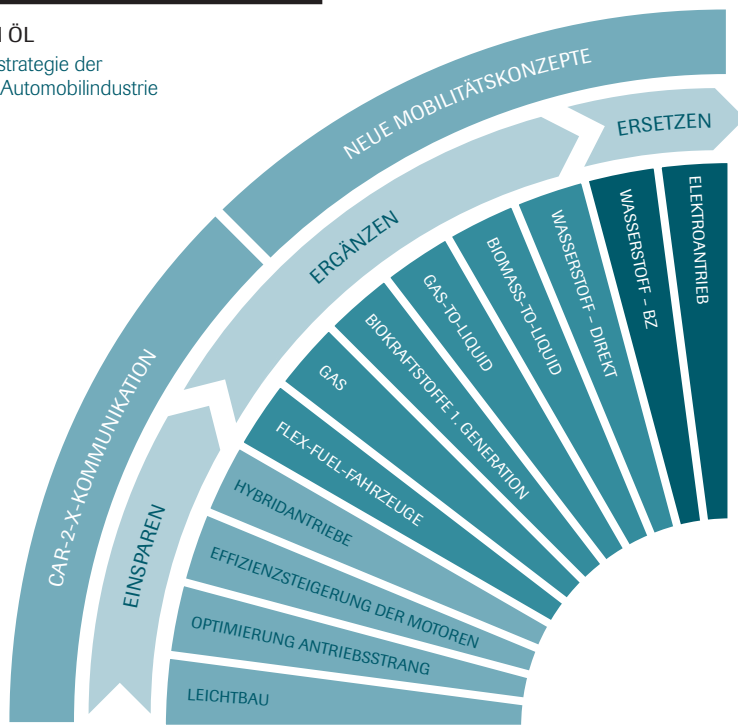 ÖL
strategie der
Automobilindustrie
NEUE MOBILITÄTSKONZEPTE
CAR-2-X-KOMMUNIKATION
ERSETZEN
ERGÄNZEN
EINSPAREN
ELEKTROANTRIEB
WASSERSTOFF – BZ
WASSERSTOFF – DIREKT
BIOMASS-TO-LIQUID
GAS-TO-LIQUID
BIOKRAFTSTOFFE 1. GENERATION
GAS
FLEX-FUEL-FAHRZEUGE
HYBRIDANTRIEBE
EFFIZIENZSTEIGERUNG DER MOTOREN
OPTIMIERUNG ANTRIEBSSTRANG
LEICHTBAU